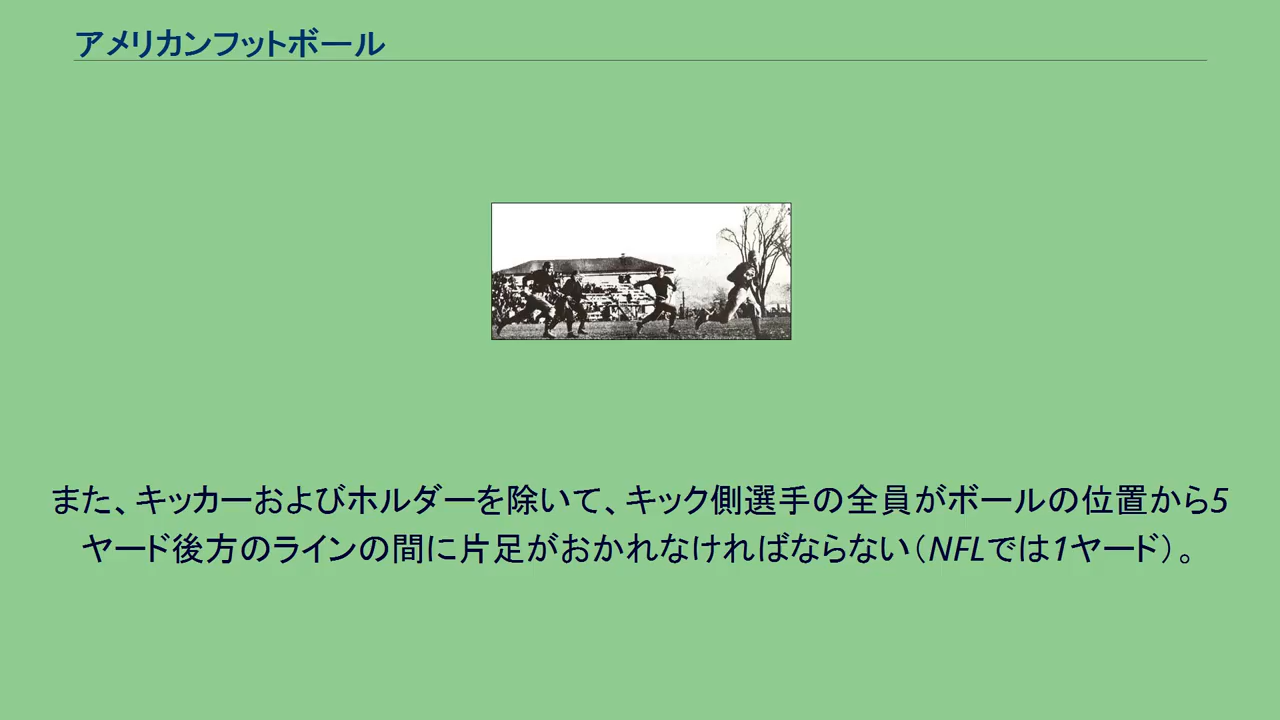 アメリカンフットボール
また、キッカーおよびホルダーを除いて、キック側選手の全員がボールの位置から5
ヤード後方のラインの間に片足がおかれなければならない（NFLでは1ヤード）。